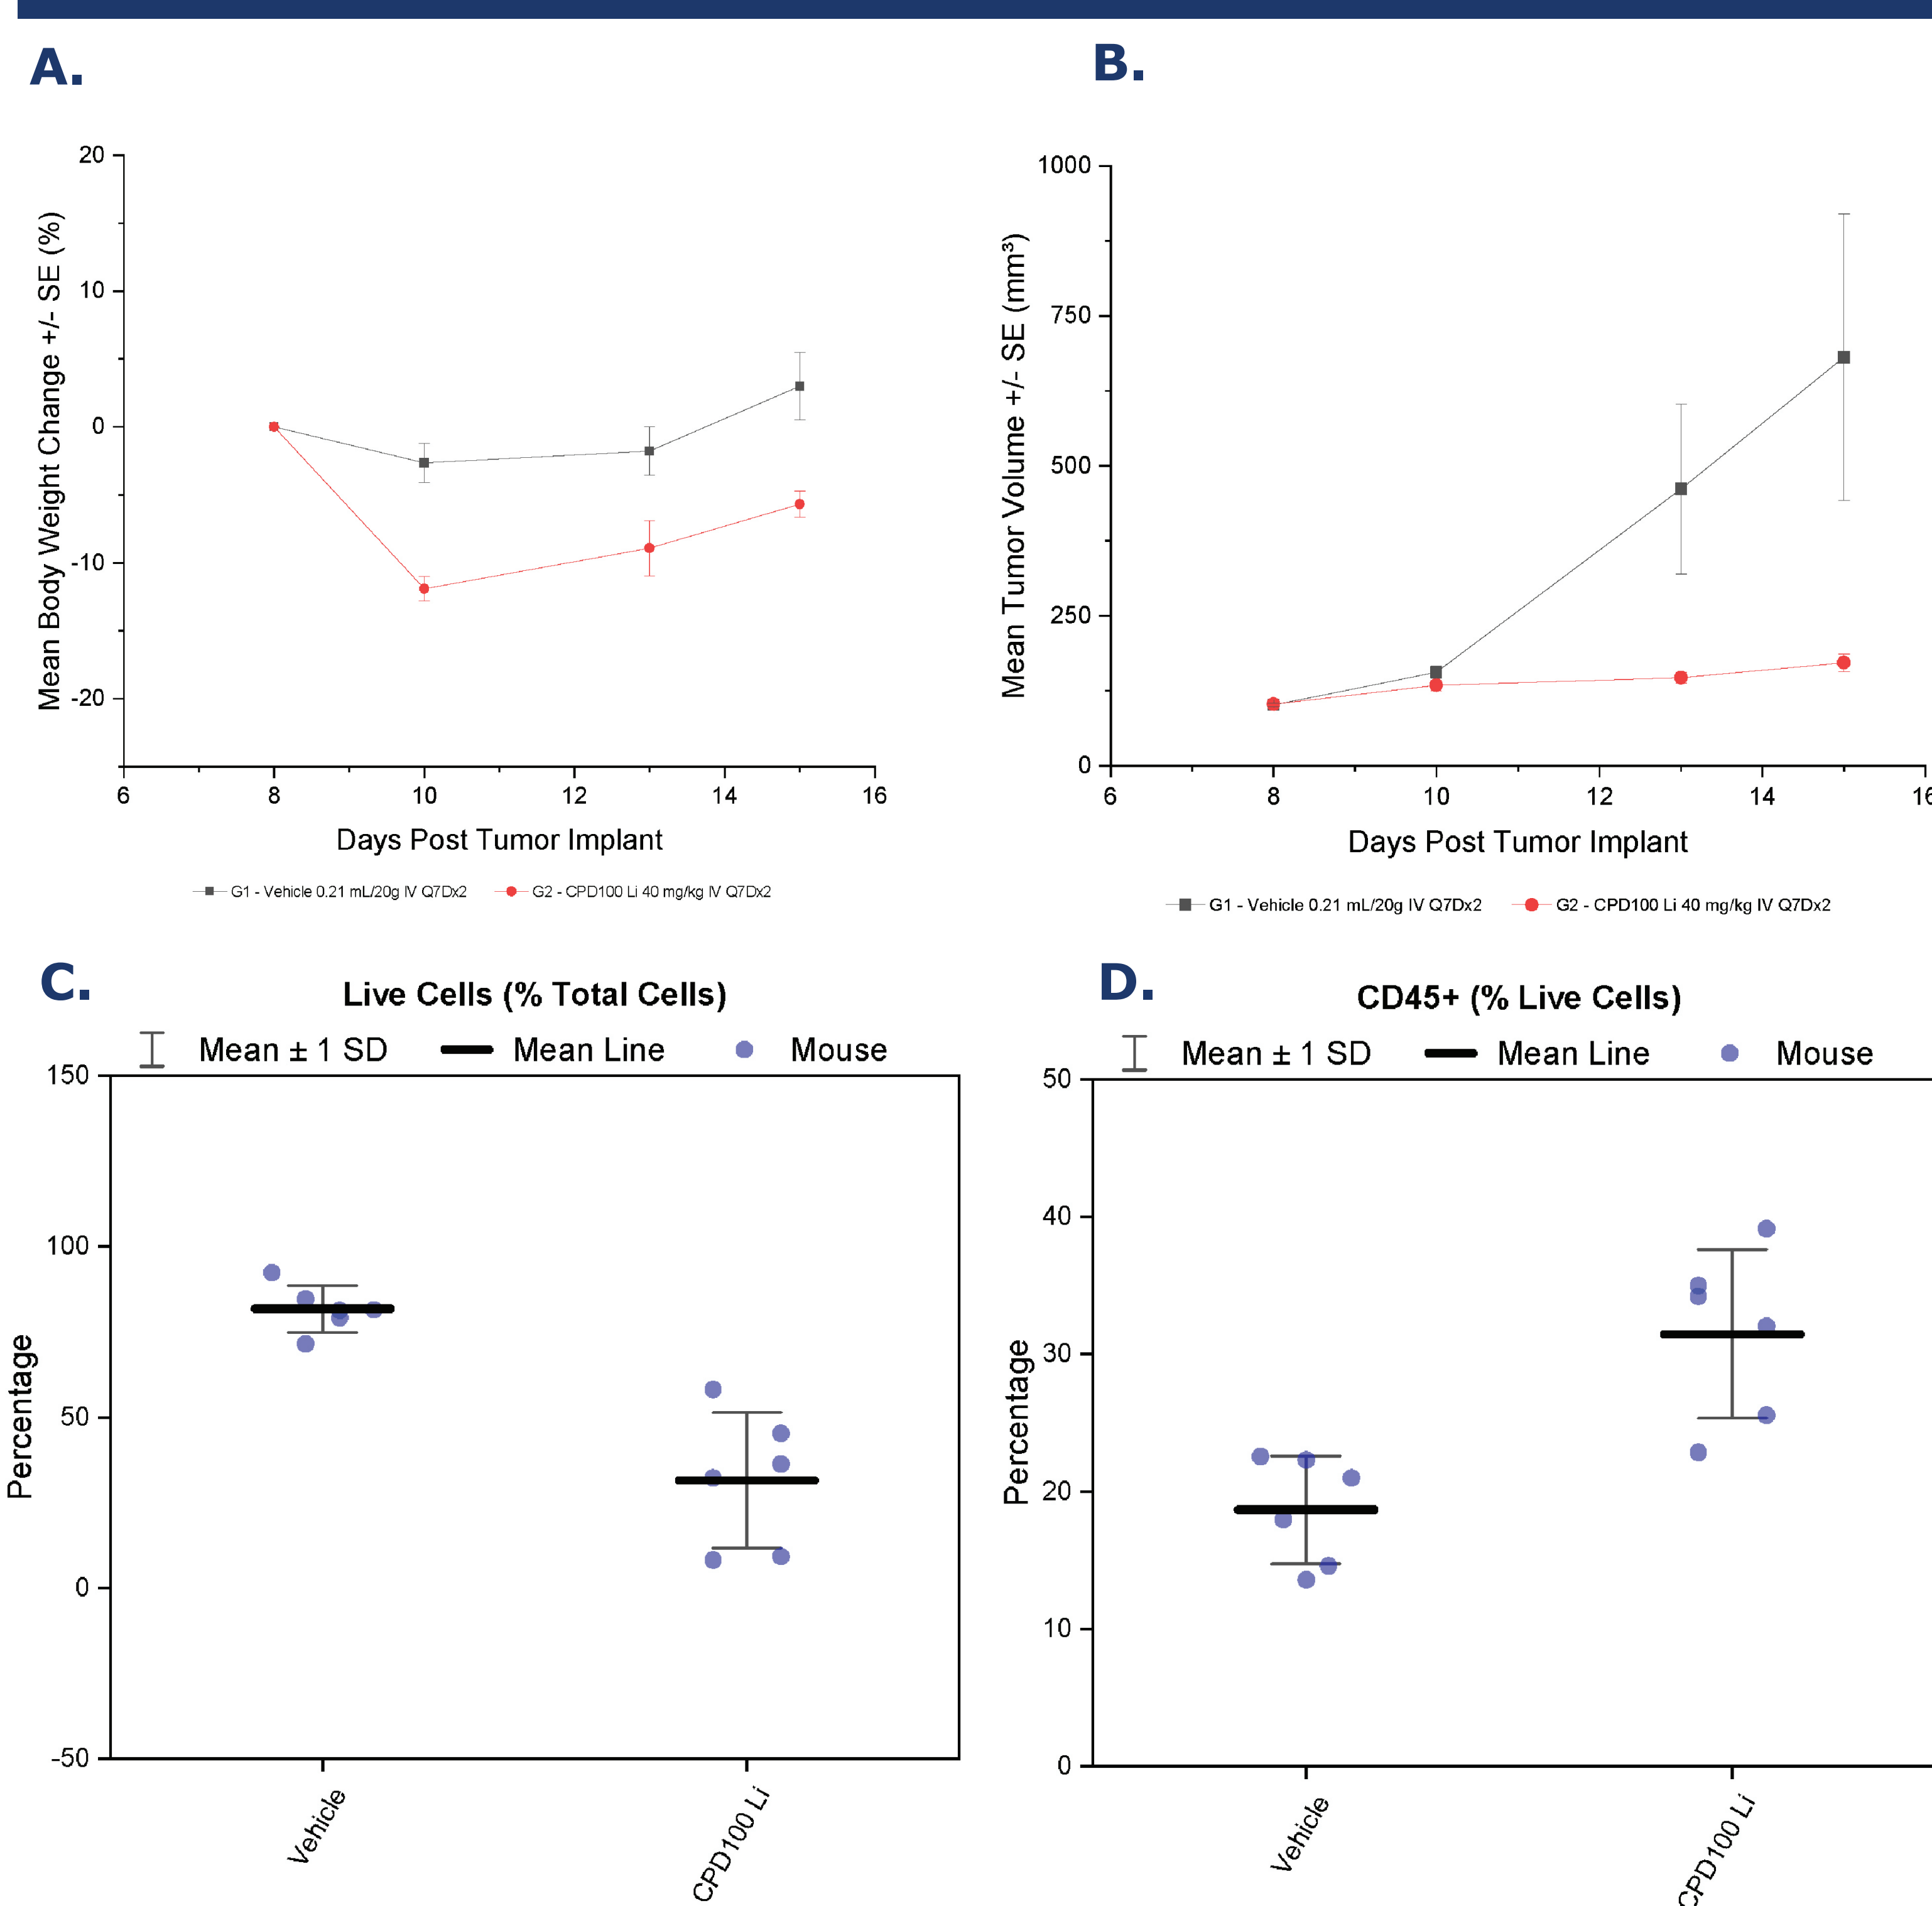 A.
B.
Mean Body Weight Change +/- SE (%)
20
10
0
-10
-20
6 8 10 12 14 16
Days Post Tumor Implant
G1 - Vehicle 0.21 mL/20g IV Q7Dx2 G2 - CPD100 Li 40 mg/kg IV Q7Dx2
Mean Tumor Volume +/- SE (mm³)
1000
750
500
250
0
6 8 10 12 14 16
Days Post Tumor Implant
G1 - Vehicle 0.21 mL/20g IV Q7Dx2 G2 - CPD100 Li 40 mg/kg IV Q7Dx2
C.
Live Cells (% Total Cells)
Mean ± 1 SD Mean Line Mouse
Percentage
150
100
50
0
-50
Vehicle
CPD100 Li
D.
CD45+ (% Live Cells)
Mean ± 1 SD Mean Line Mouse
Percentage
50
40
30
20
10
0
Vehicle
CPD100 Li